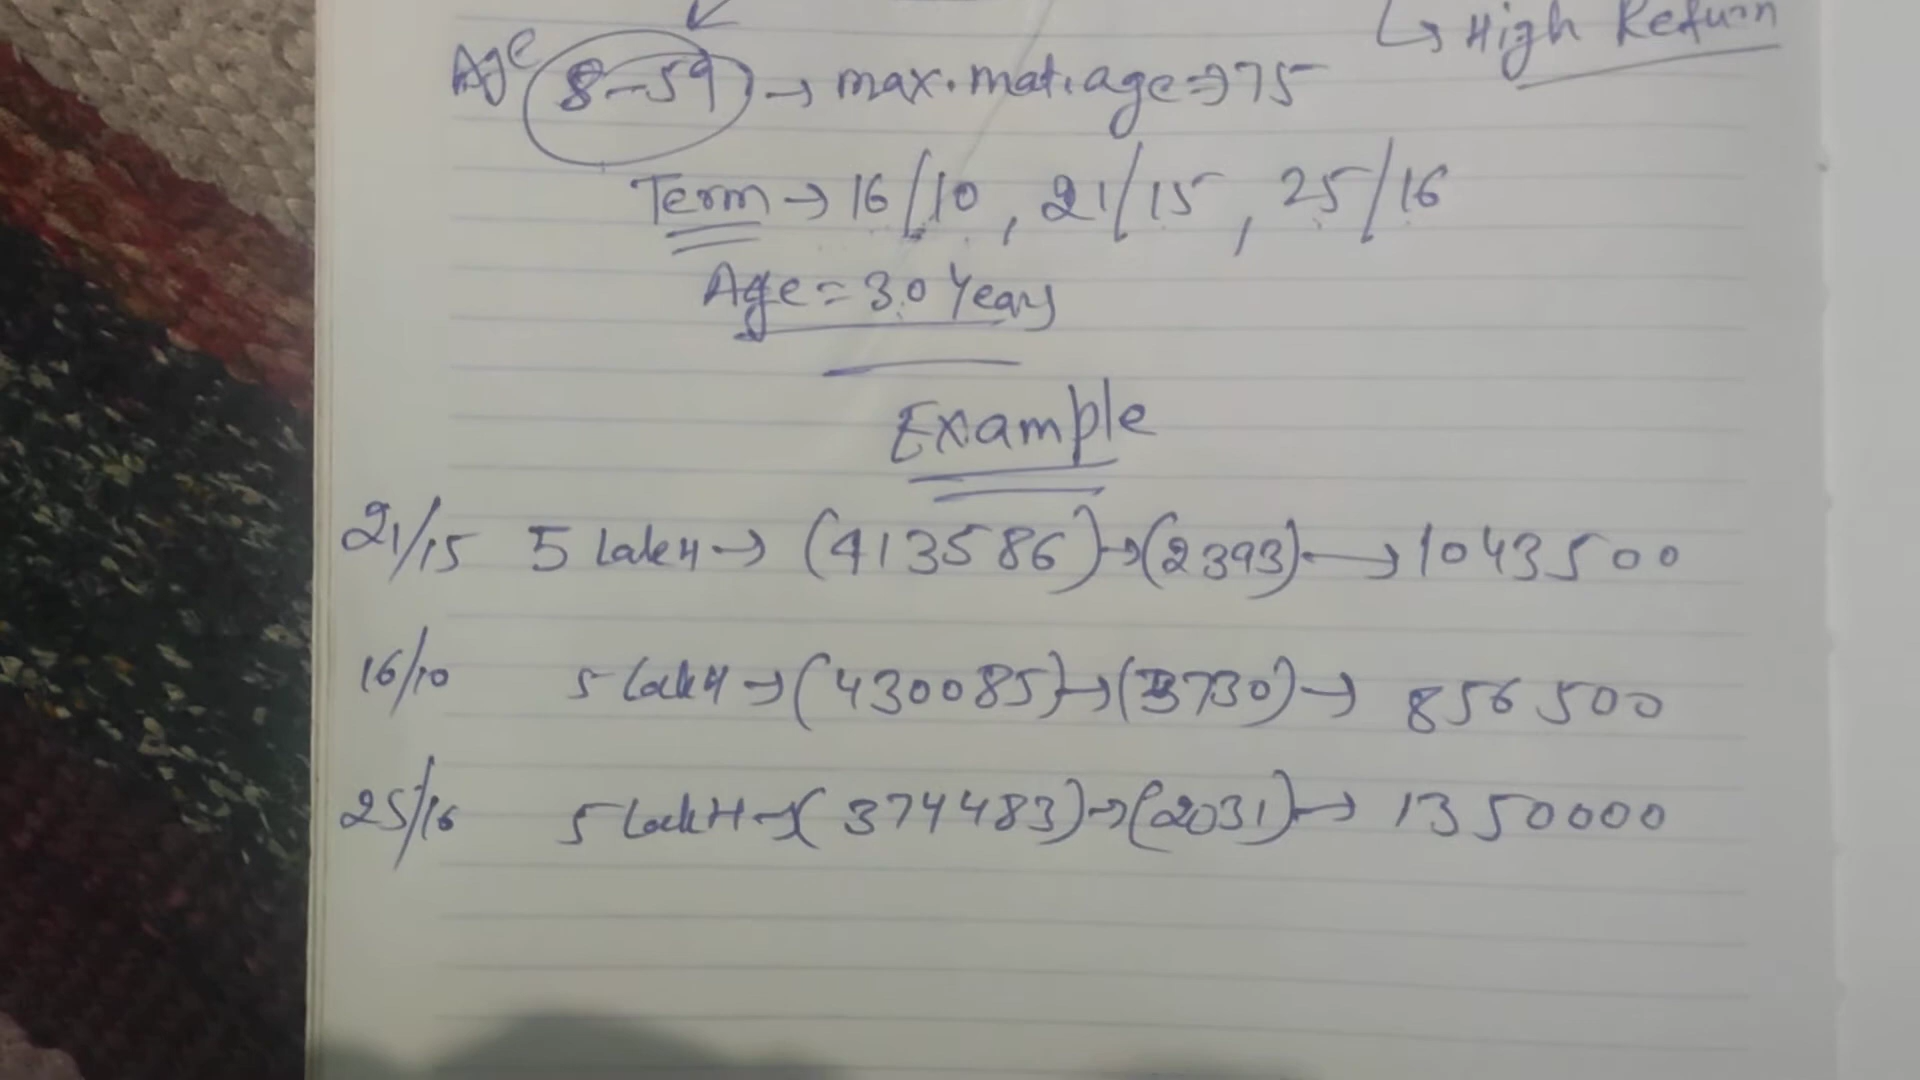 ↳ High Return
Age 8-59 → max. mat. age ⇒ 75
Term → 16/10, 21/15, 25/16
Age = 30 Years
Example
21/15 5 lakh → (413586) → (2393) → 1043500
16/10 5 lakh → (430085) → (3730) → 856500
25/16 5 lakh → (374483) → (2031) → 1350000